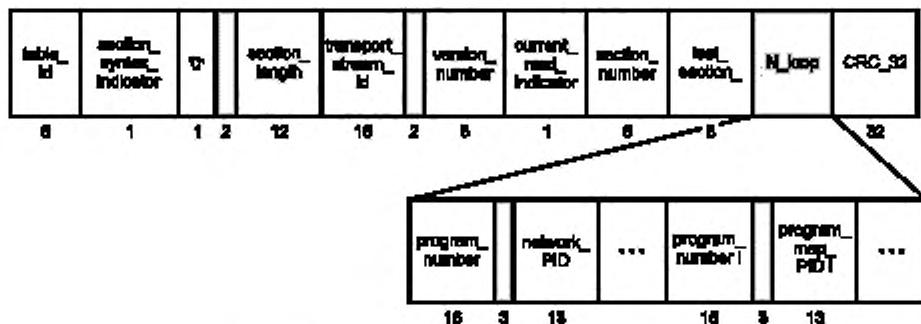 table_
id
section_
syntax_
indicator
'0'
section_
length
transport_
stream_
id
version_
number
current_
next_
indicator
section_
number
last_
section_
N_loop
CRC_32
8
1
1
2
12
16
2
5
1
8
8
32
program_
number
network_
PID
...
program_
number i
program_
map_
PID i
...
16
3
13
16
3
13